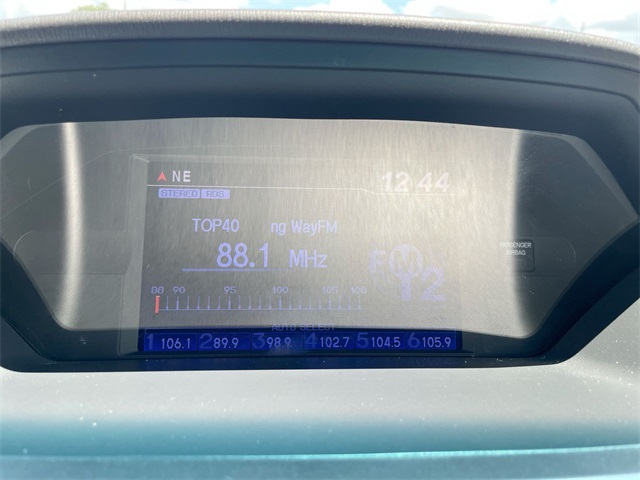 NE 12:44
STEREO RDS
TOP40 ng WayFM
88.1 MHz FM2
88 90 95 100 105 108
AUTO SELECT
1 106.1 2 89.9 3 98.9 4 102.7 5 104.5 6 105.9
PASSENGER
AIRBAG